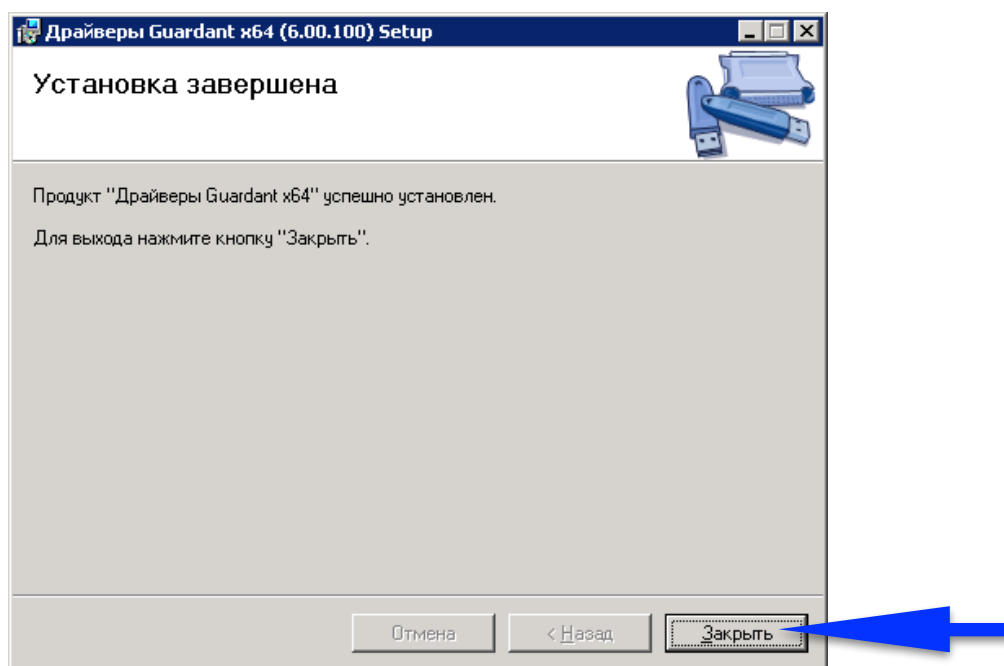 Драйверы Guardant x64 (6.00.100) Setup
Установка завершена
Продукт "Драйверы Guardant x64" успешно установлен.
Для выхода нажмите кнопку "Закрыть".
Отмена
< Назад
Закрыть